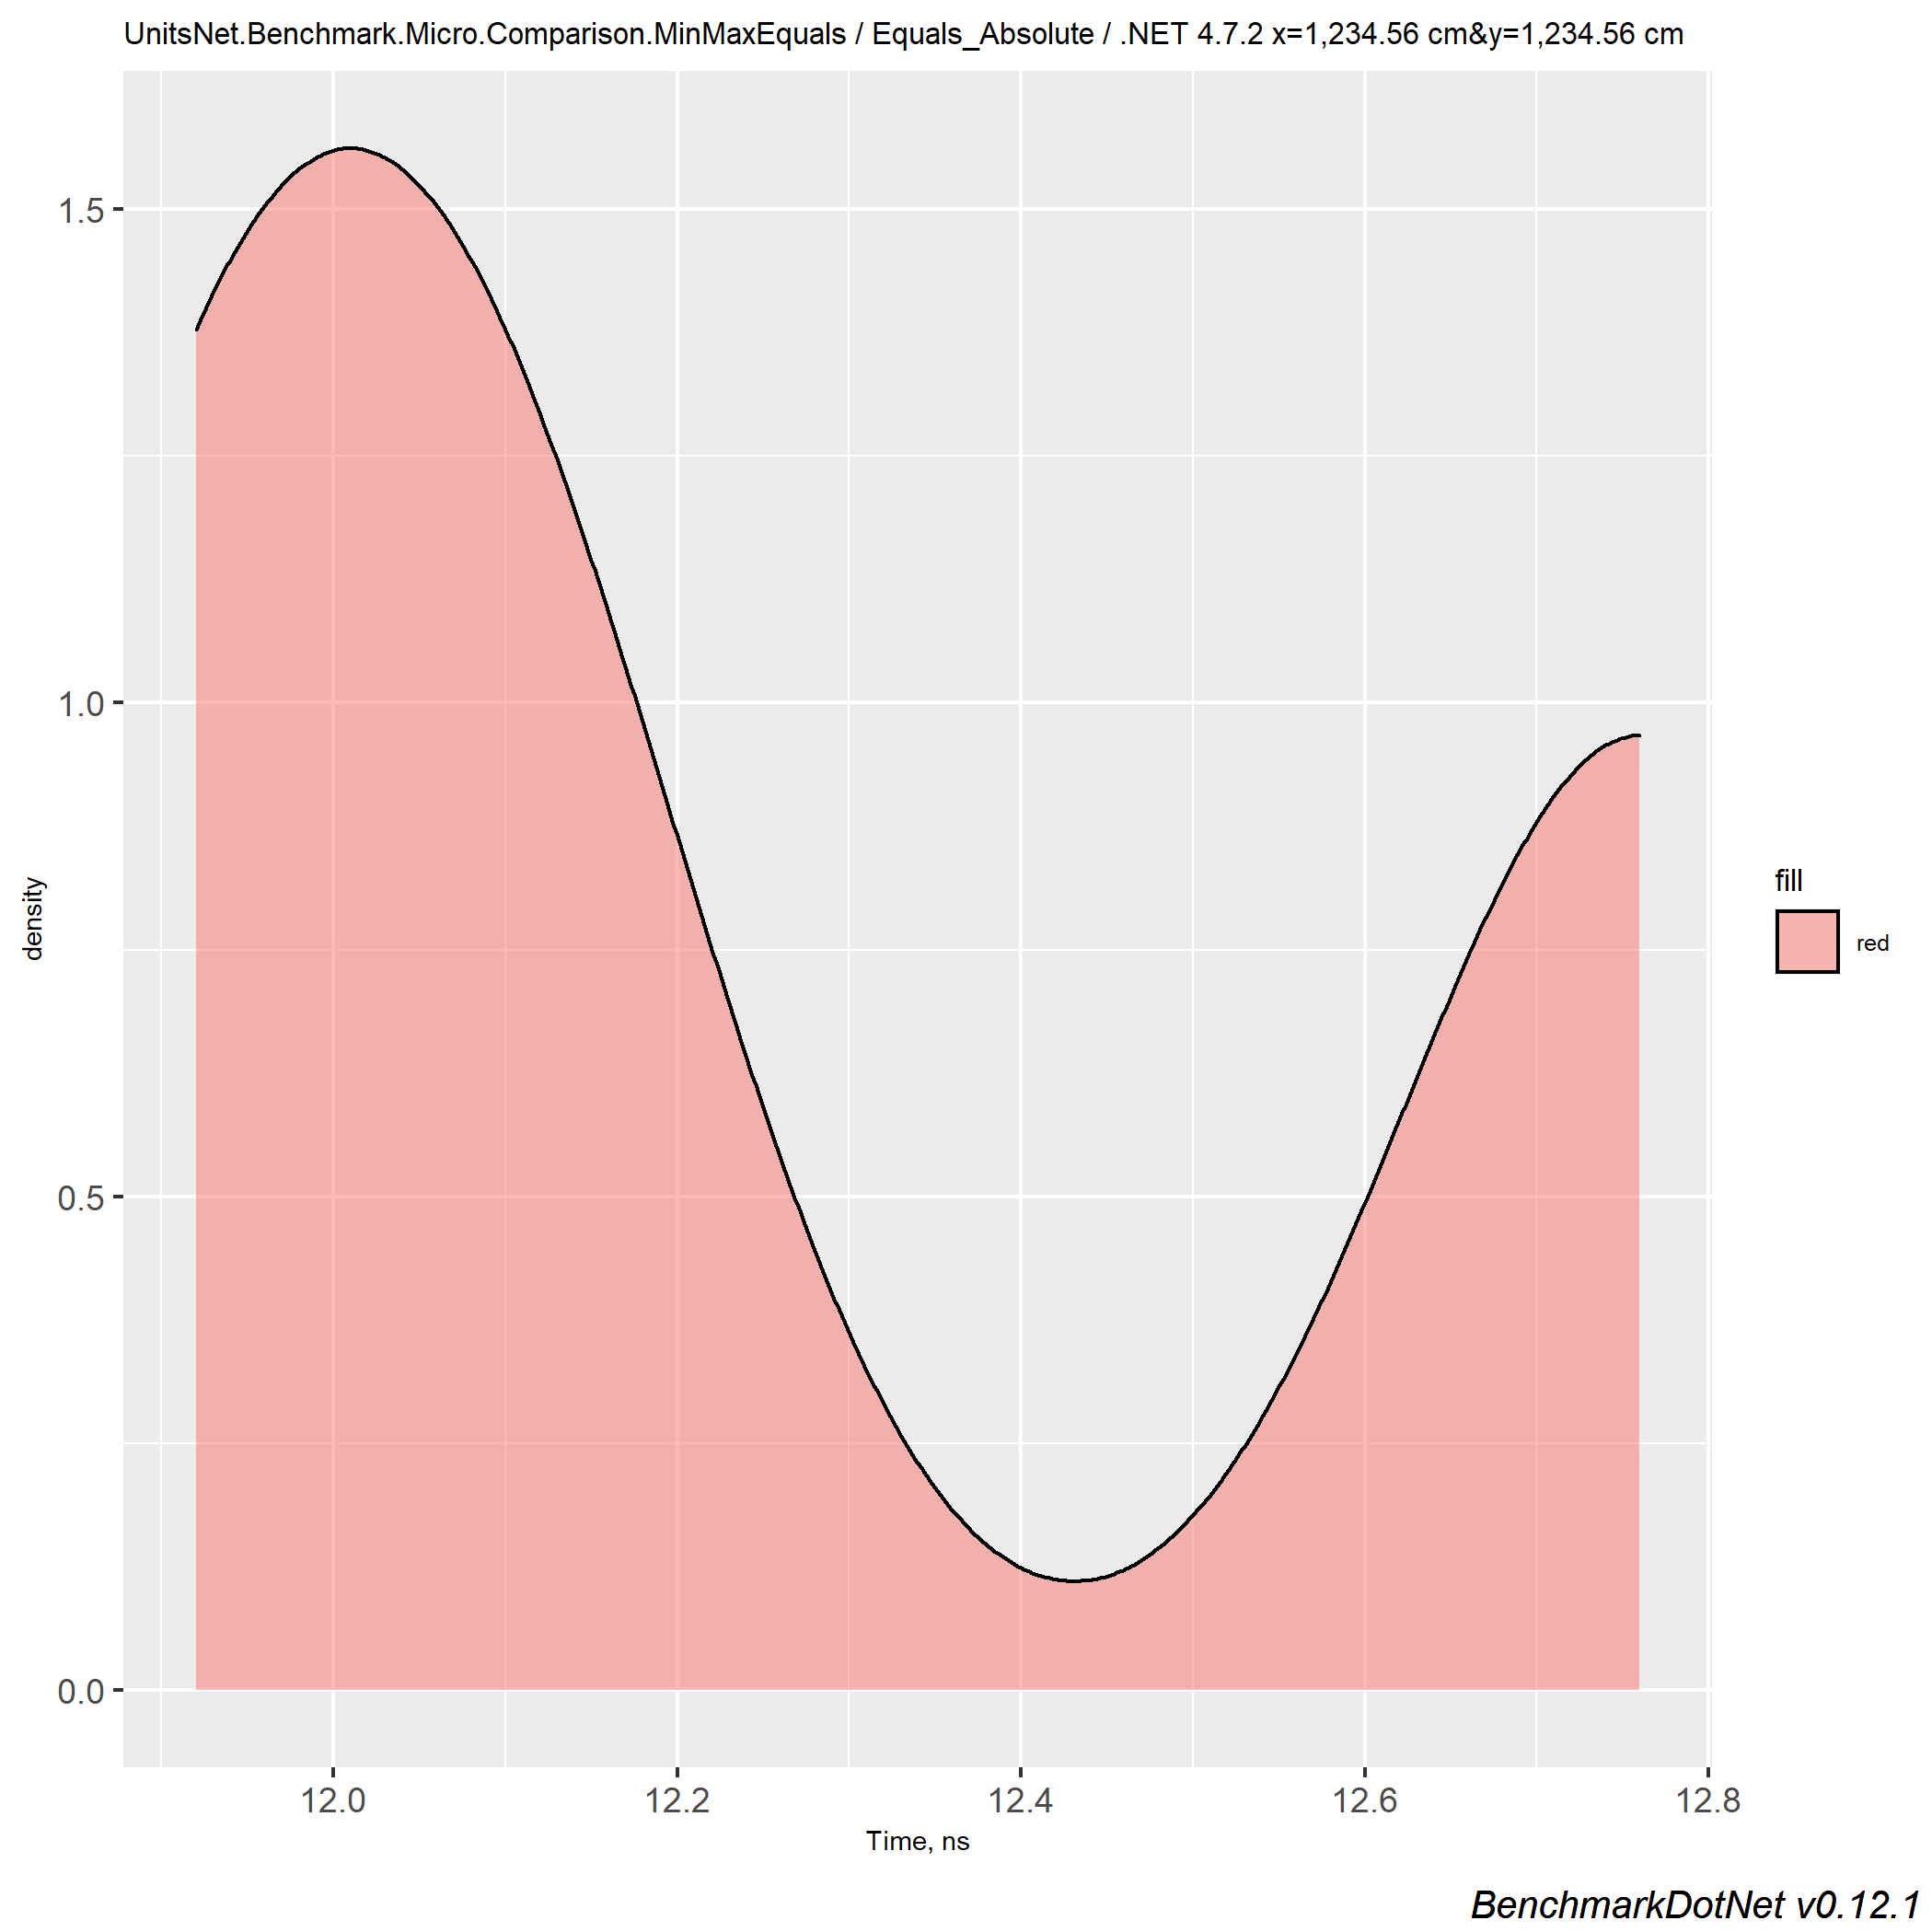 UnitsNet.Benchmark.Micro.Comparison.MinMaxEquals / Equals_Absolute / .NET 4.7.2 x=1,234.56 cm&y=1,234.56 cm
1.5
1.0
0.5
0.0
density
12.0 12.2 12.4 12.6 12.8
Time, ns
fill
red
BenchmarkDotNet v0.12.1